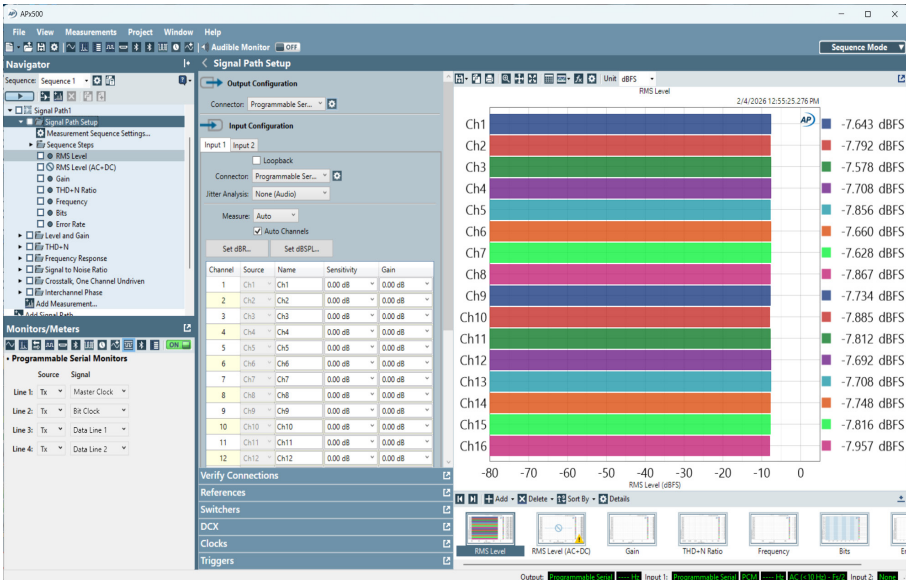 APx500
File View Measurements Project Window Help
Audible Monitor OFF
Sequence Mode
Navigator
Signal Path Setup
Sequence: Sequence 1
Signal Path1
Signal Path Setup
Measurement Sequence Settings...
Sequence Steps
RMS Level
RMS Level (AC+DC)
Gain
THD+N Ratio
Frequency
Bits
Error Rate
Level and Gain
THD+N
Frequency Response
Signal to Noise Ratio
Crosstalk, One Channel Undriven
Interchannel Phase
Add Measurement...
Add Signal Path
Monitors/Meters
ON
Programmable Serial Monitors
Source Signal
Line 1: Tx Master Clock
Line 2: Tx Bit Clock
Line 3: Tx Data Line 1
Line 4: Tx Data Line 2
Output Configuration
Connector: Programmable Ser...
Input Configuration
Input 1 Input 2
Loopback
Connector: Programmable Ser...
Jitter Analysis: None (Audio)
Measure: Auto
Auto Channels
Set dBR... Set dBSPL...
Channel Source Name Sensitivity Gain
1 Ch1 Ch1 0.00 dB 0.00 dB
2 Ch2 Ch2 0.00 dB 0.00 dB
3 Ch3 Ch3 0.00 dB 0.00 dB
4 Ch4 Ch4 0.00 dB 0.00 dB
5 Ch5 Ch5 0.00 dB 0.00 dB
6 Ch6 Ch6 0.00 dB 0.00 dB
7 Ch7 Ch7 0.00 dB 0.00 dB
8 Ch8 Ch8 0.00 dB 0.00 dB
9 Ch9 Ch9 0.00 dB 0.00 dB
10 Ch10 Ch10 0.00 dB 0.00 dB
11 Ch11 Ch11 0.00 dB 0.00 dB
12 Ch12 Ch12 0.00 dB 0.00 dB
Verify Connections
References
Switchers
DCX
Clocks
Triggers
Unit dBFS
RMS Level
2/4/2026 12:55:25.276 PM
AP
Ch1 -7.643 dBFS
Ch2 -7.792 dBFS
Ch3 -7.578 dBFS
Ch4 -7.708 dBFS
Ch5 -7.856 dBFS
Ch6 -7.660 dBFS
Ch7 -7.628 dBFS
Ch8 -7.867 dBFS
Ch9 -7.734 dBFS
Ch10 -7.885 dBFS
Ch11 -7.812 dBFS
Ch12 -7.692 dBFS
Ch13 -7.708 dBFS
Ch14 -7.748 dBFS
Ch15 -7.816 dBFS
Ch16 -7.957 dBFS
-80 -70 -60 -50 -40 -30 -20 -10 0
RMS Level (dBFS)
Add Delete Sort By Details
RMS Level RMS Level (AC+DC) Gain THD+N Ratio Frequency Bits
Output: Programmable Serial ---- Hz Input 1: Programmable Serial PCM ---- Hz AC (<10 Hz) - Fs/2 Input 2: None